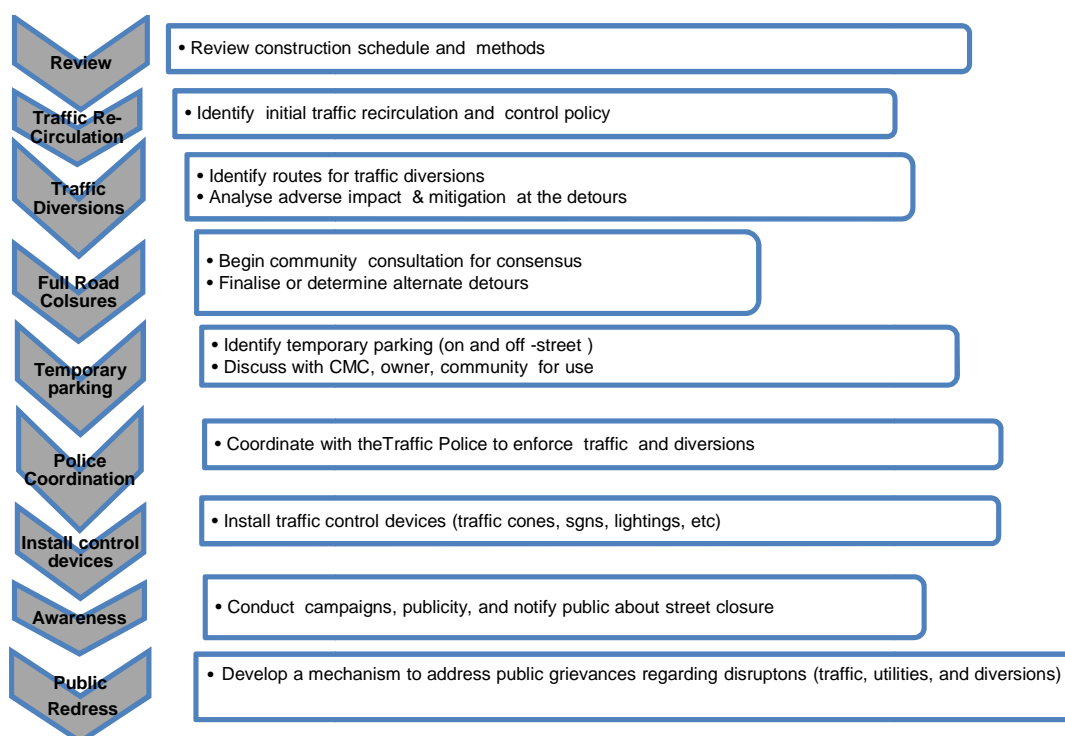 Review
• Review construction schedule and methods
Traffic Re-
Circulation
• Identify initial traffic recirculation and control policy
Traffic
Diversions
• Identify routes for traffic diversions
• Analyse adverse impact & mitigation at the detours
Full Road
Colsures
• Begin community consultation for consensus
• Finalise or determine alternate detours
Temporary
parking
• Identify temporary parking (on and off -street )
• Discuss with CMC, owner, community for use
Police
Coordination
• Coordinate with theTraffic Police to enforce traffic and diversions
Install control
devices
• Install traffic control devices (traffic cones, sgns, lightings, etc)
Awareness
• Conduct campaigns, publicity, and notify public about street closure
Public
Redress
• Develop a mechanism to address public grievances regarding disruptons (traffic, utilities, and diversions)